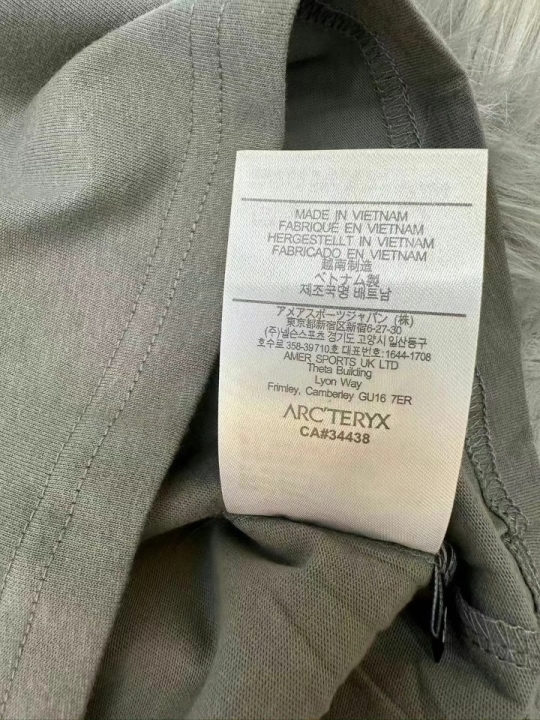 MADE IN VIETNAM
FABRIQUÉ EN VIETNAM
HERGESTELLT IN VIETNAM
FABRICADO EN VIETNAM
越南制造
ベトナム製
제조국명 베트남
アメアスポーツジャパン (株)
東京都新宿区新宿6-27-30
(주)넬슨스포츠 경기도 고양시 일산동구
호수로 358-39 710호 대표번호: 1644-1708
AMER SPORTS UK LTD
Theta Building
Lyon Way
Frimley, Camberley GU16 7ER
ARC'TERYX
CA#34438